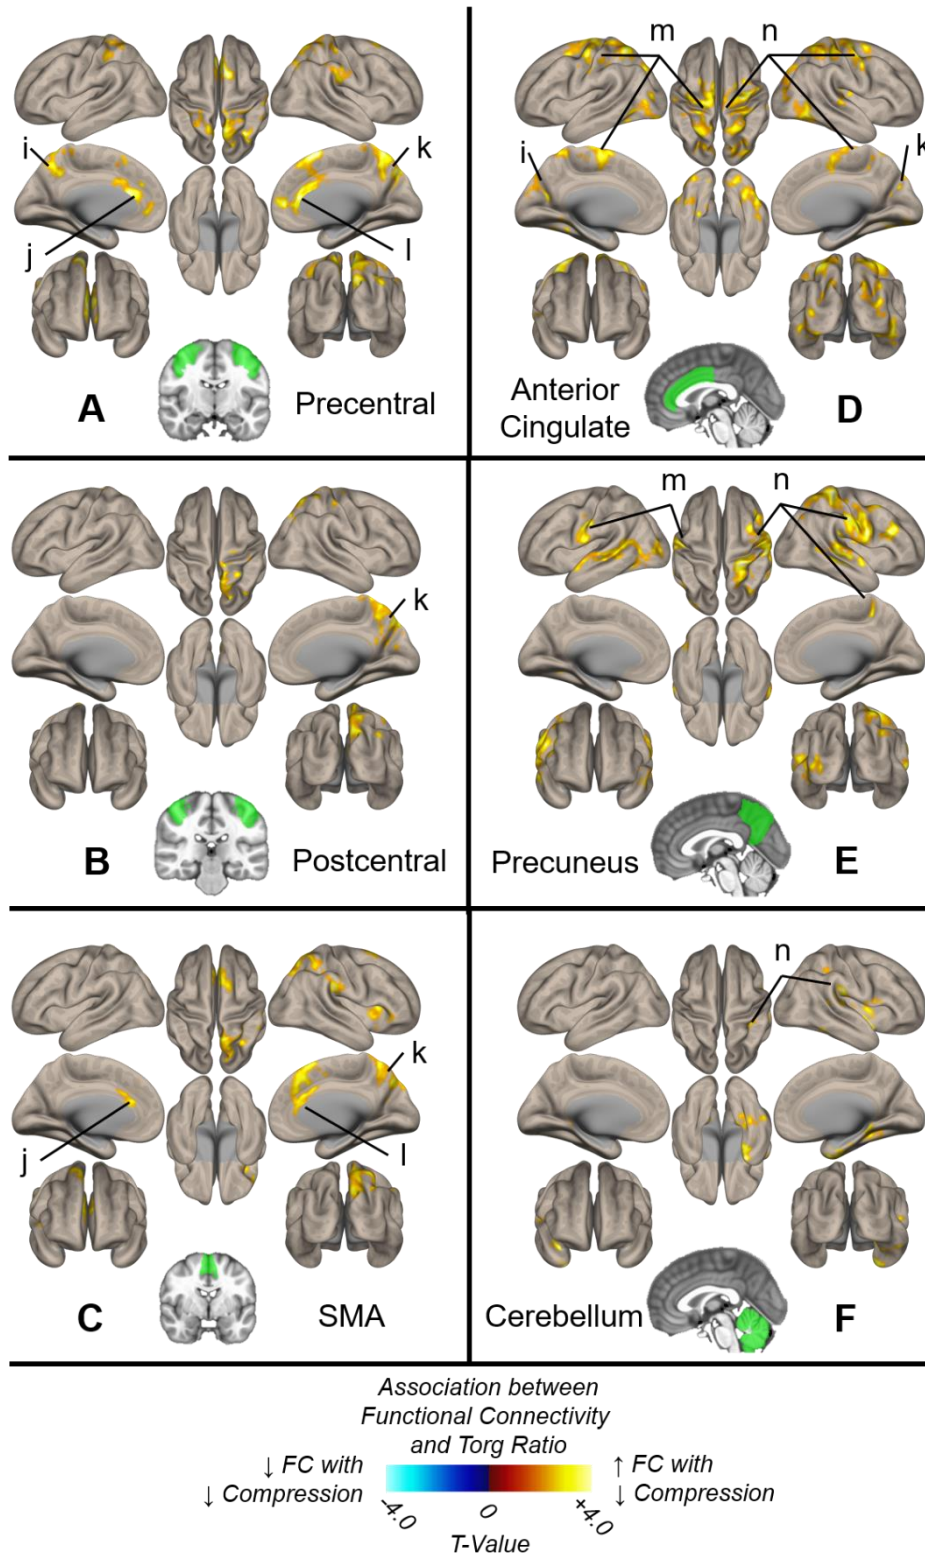 i
k
j
l
A
Precentral
m
n
i
k
Anterior
Cingulate
D
k
B
Postcentral
m
n
Precuneus
E
k
j
l
C
SMA
n
Cerebellum
F
Association between
Functional Connectivity
and Torg Ratio
↓ FC with
↓ Compression
↑ FC with
↓ Compression
-4.0
0
+4.0
T-Value